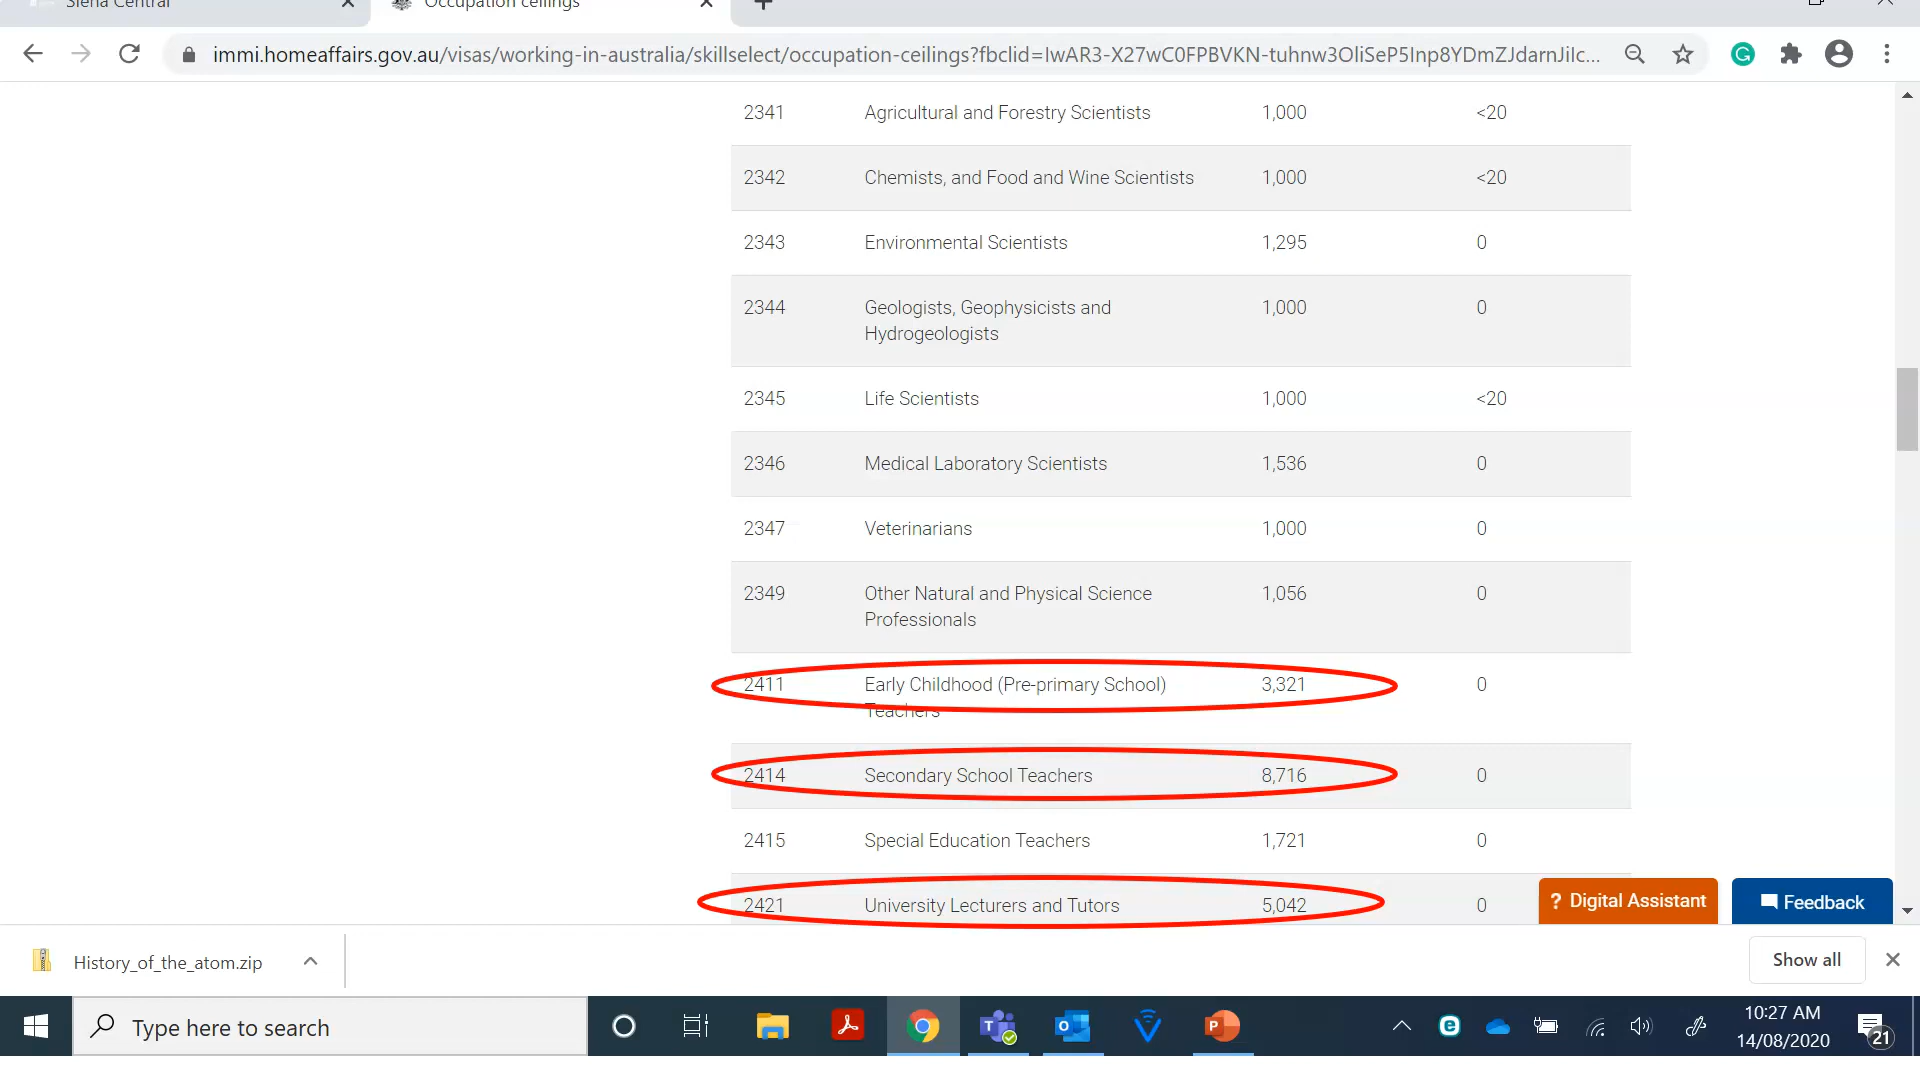 Siena Central
Occupation ceilings
immi.homeaffairs.gov.au/visas/working-in-australia/skillselect/occupation-ceilings?fbclid=IwAR3-X27wC0FPBVKN-tuhnw3OliSeP5Inp8YDmZJdarnJiIc...
2341 Agricultural and Forestry Scientists 1,000 <20
2342 Chemists, and Food and Wine Scientists 1,000 <20
2343 Environmental Scientists 1,295 0
2344 Geologists, Geophysicists and 1,000 0
Hydrogeologists
2345 Life Scientists 1,000 <20
2346 Medical Laboratory Scientists 1,536 0
2347 Veterinarians 1,000 0
2349 Other Natural and Physical Science 1,056 0
Professionals
2411 Early Childhood (Pre-primary School) 3,321 0
Teachers
2414 Secondary School Teachers 8,716 0
2415 Special Education Teachers 1,721 0
2421 University Lecturers and Tutors 5,042 0
? Digital Assistant
Feedback
History_of_the_atom.zip
Show all
Type here to search
10:27 AM
14/08/2020
21